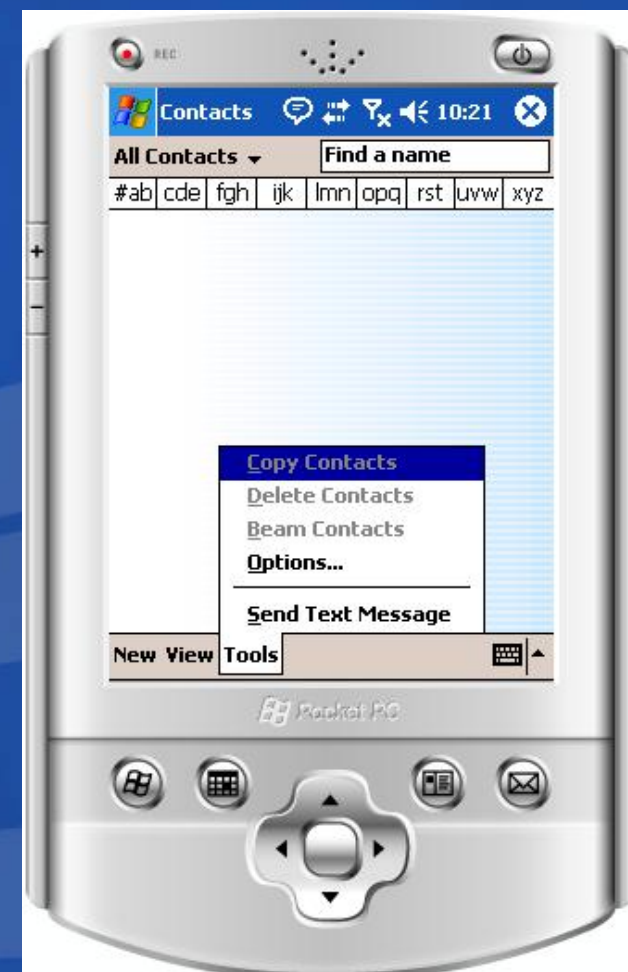 REC
Contacts 10:21
All Contacts Find a name
#ab cde fgh ijk lmn opq rst uvw xyz
Copy Contacts
Delete Contacts
Beam Contacts
Options...
Send Text Message
New View Tools
Pocket PC
+
-